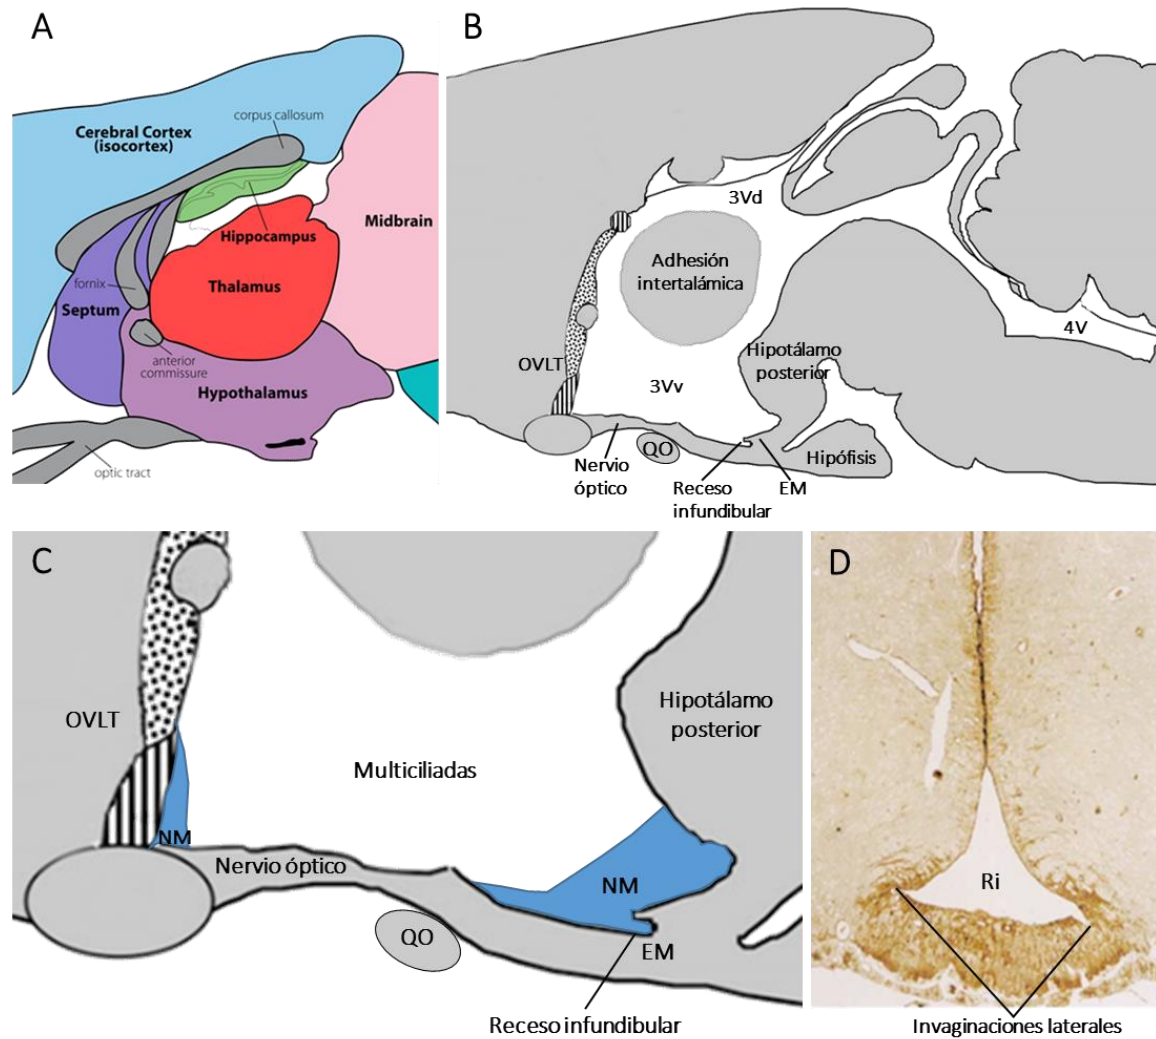 A
corpus callosum
Cerebral Cortex
(isocortex)
Hippocampus
Midbrain
fornix
Thalamus
Septum
anterior
commissure
Hypothalamus
optic tract
B
3Vd
Adhesión
intertalámica
4V
Hipotálamo
posterior
OVLT
3Vv
QO
Hipófisis
Nervio
óptico
Receso
infundibular
EM
C
OVLT
Hipotálamo
posterior
Multiciliadas
NM
Nervio óptico
NM
QO
EM
Receso infundibular
D
Ri
Invaginaciones laterales